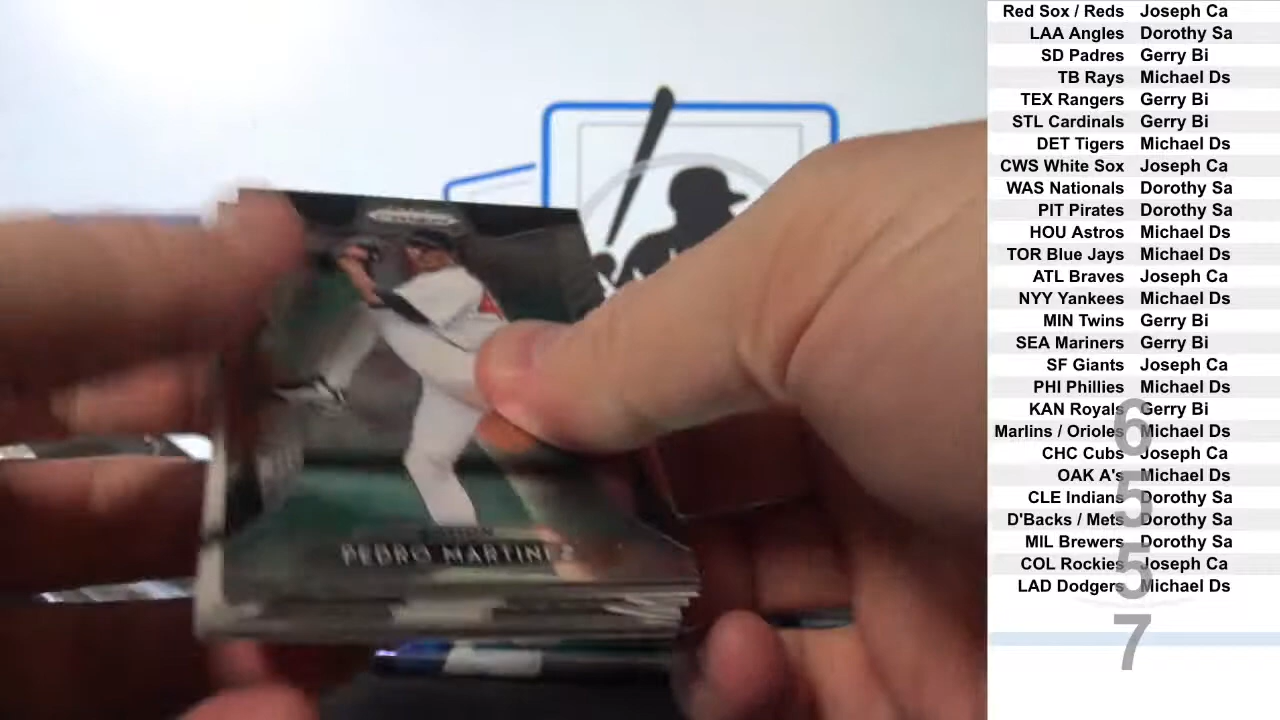 PEDRO MARTINEZ
Red Sox / Reds Joseph Ca
LAA Angles Dorothy Sa
SD Padres Gerry Bi
TB Rays Michael Ds
TEX Rangers Gerry Bi
STL Cardinals Gerry Bi
DET Tigers Michael Ds
CWS White Sox Joseph Ca
WAS Nationals Dorothy Sa
PIT Pirates Dorothy Sa
HOU Astros Michael Ds
TOR Blue Jays Michael Ds
ATL Braves Joseph Ca
NYY Yankees Michael Ds
MIN Twins Gerry Bi
SEA Mariners Gerry Bi
SF Giants Joseph Ca
PHI Phillies Michael Ds
KAN Royals Gerry Bi
Marlins / Orioles Michael Ds
CHC Cubs Joseph Ca
OAK A's Michael Ds
CLE Indians Dorothy Sa
D'Backs / Mets Dorothy Sa
MIL Brewers Dorothy Sa
COL Rockies Joseph Ca
LAD Dodgers Michael Ds
6
5
5
7